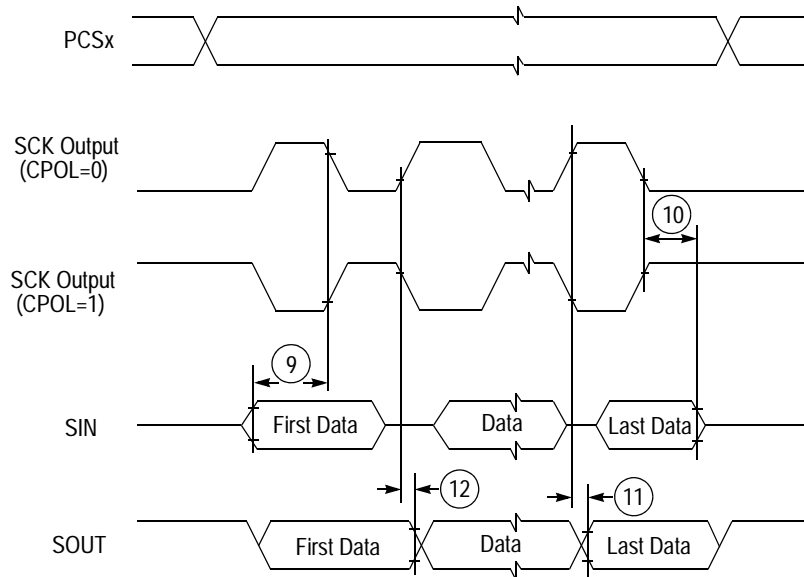 PCSx
SCK Output
(CPOL=0)
10
SCK Output
(CPOL=1)
9
SIN
First Data
Data
Last Data
12
11
SOUT
First Data
Data
Last Data